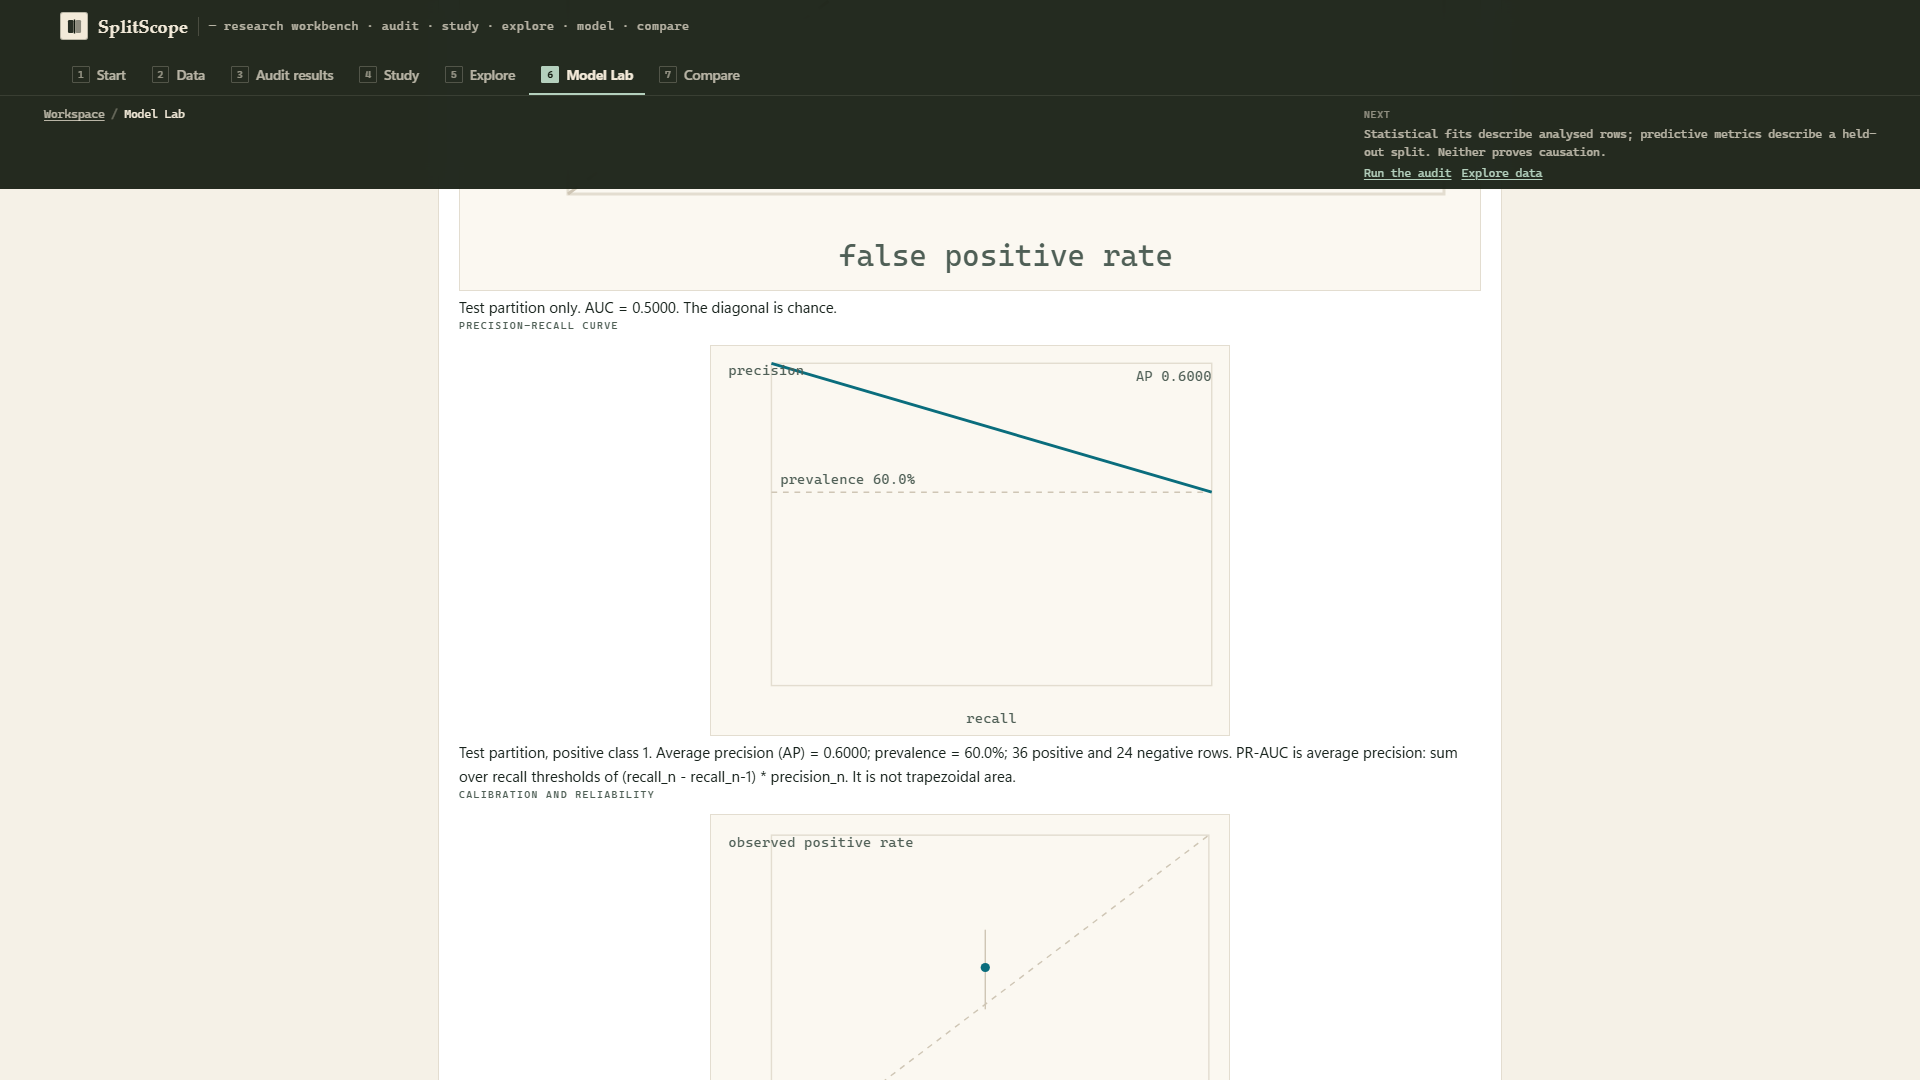 SplitScope
— research workbench · audit · study · explore · model · compare
1 Start 2 Data 3 Audit results 4 Study 5 Explore 6 Model Lab 7 Compare
Workspace / Model Lab
NEXT
Statistical fits describe analysed rows; predictive metrics describe a held-
out split. Neither proves causation.
Run the audit Explore data
false positive rate
Test partition only. AUC = 0.5000. The diagonal is chance.
PRECISION-RECALL CURVE
precision
AP 0.6000
prevalence 60.0%
recall
Test partition, positive class 1. Average precision (AP) = 0.6000; prevalence = 60.0%; 36 positive and 24 negative rows. PR-AUC is average precision: sum
over recall thresholds of (recall_n - recall_n-1) * precision_n. It is not trapezoidal area.
CALIBRATION AND RELIABILITY
observed positive rate